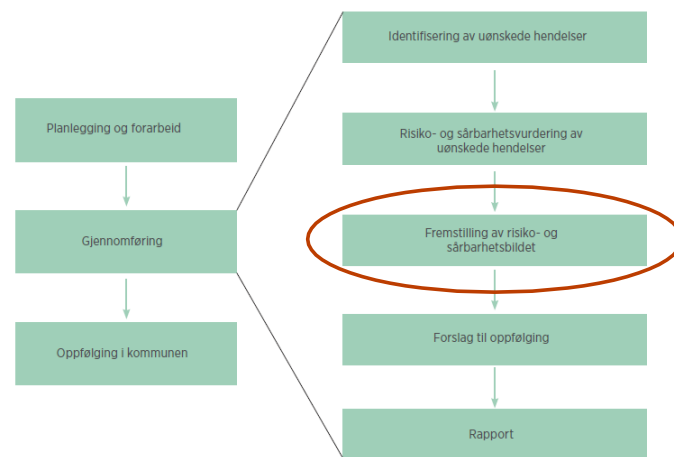 Planlegging og forarbeid
Gjennomføring
Oppfølging i kommunen
Identifisering av uønskede hendelser
Risiko- og sårbarhetsvurdering av
uønskede hendelser
Fremstilling av risiko- og
sårbarhetsbildet
Forslag til oppfølging
Rapport